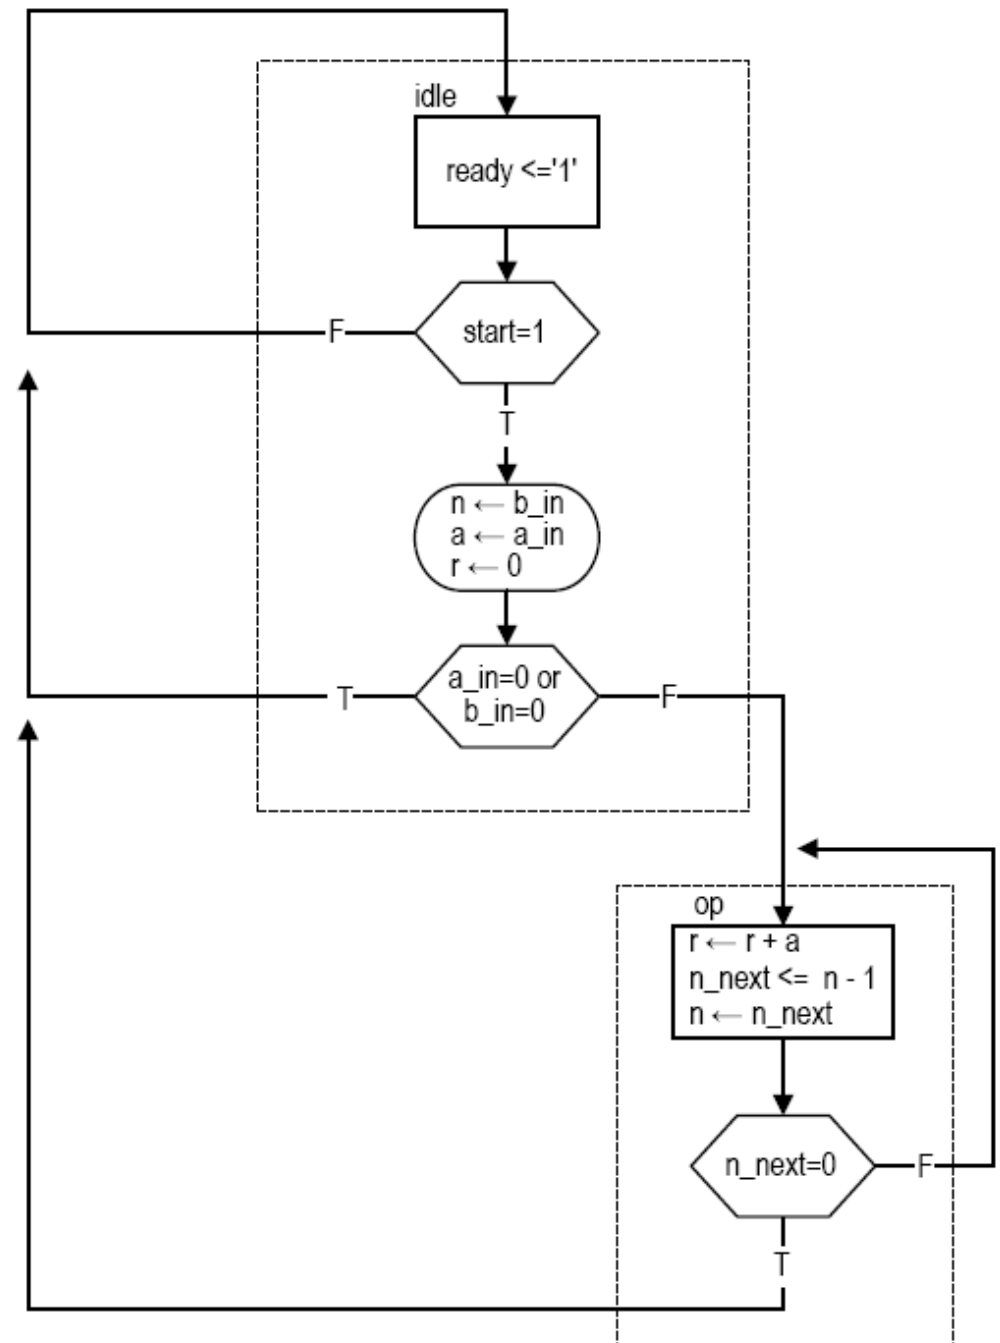 idle
ready <='1'
start=1
F
T
n ← b_in
a ← a_in
r ← 0
a_in=0 or
b_in=0
T
F
op
r ← r + a
n_next <= n - 1
n ← n_next
n_next=0
F
T